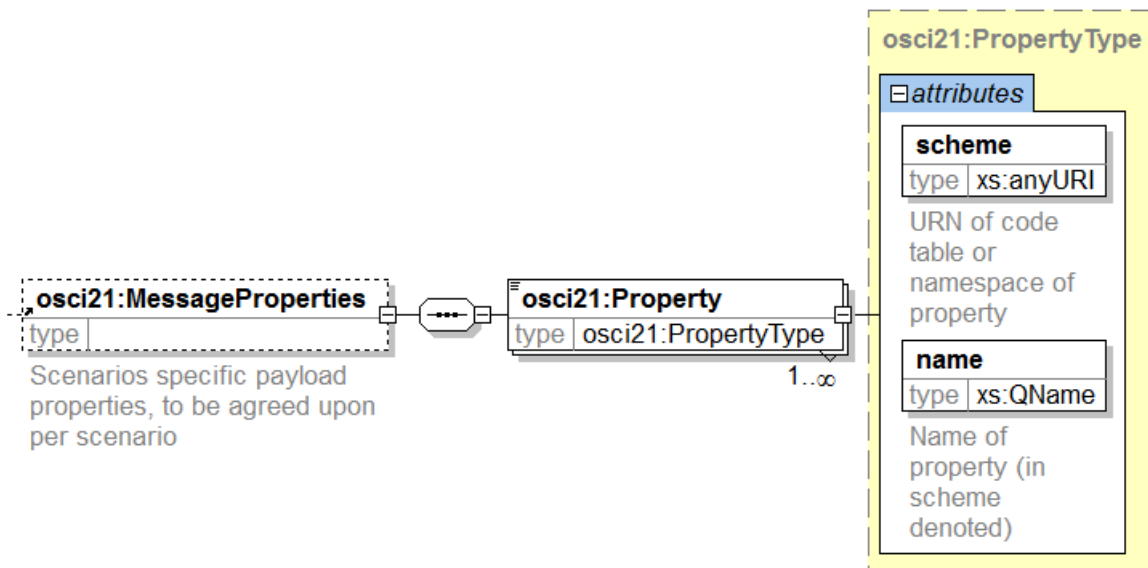 osci21:PropertyType
attributes
scheme
type xs:anyURI
URN of code
table or
namespace of
property
osci21:MessageProperties
type
Scenarios specific payload
properties, to be agreed upon
per scenario
osci21:Property
type osci21:PropertyType
1..∞
name
type xs:QName
Name of
property (in
scheme
denoted)